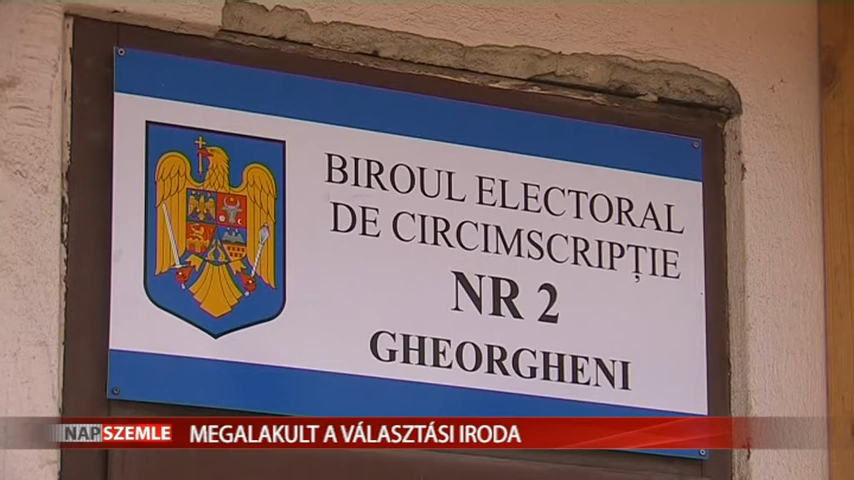 BIROUL ELECTORAL
DE CIRCIMSCRIPȚIE
NR 2
GHEORGHENI
NAPSZEMLE MEGALAKULT A VÁLASZTÁSI IRODA